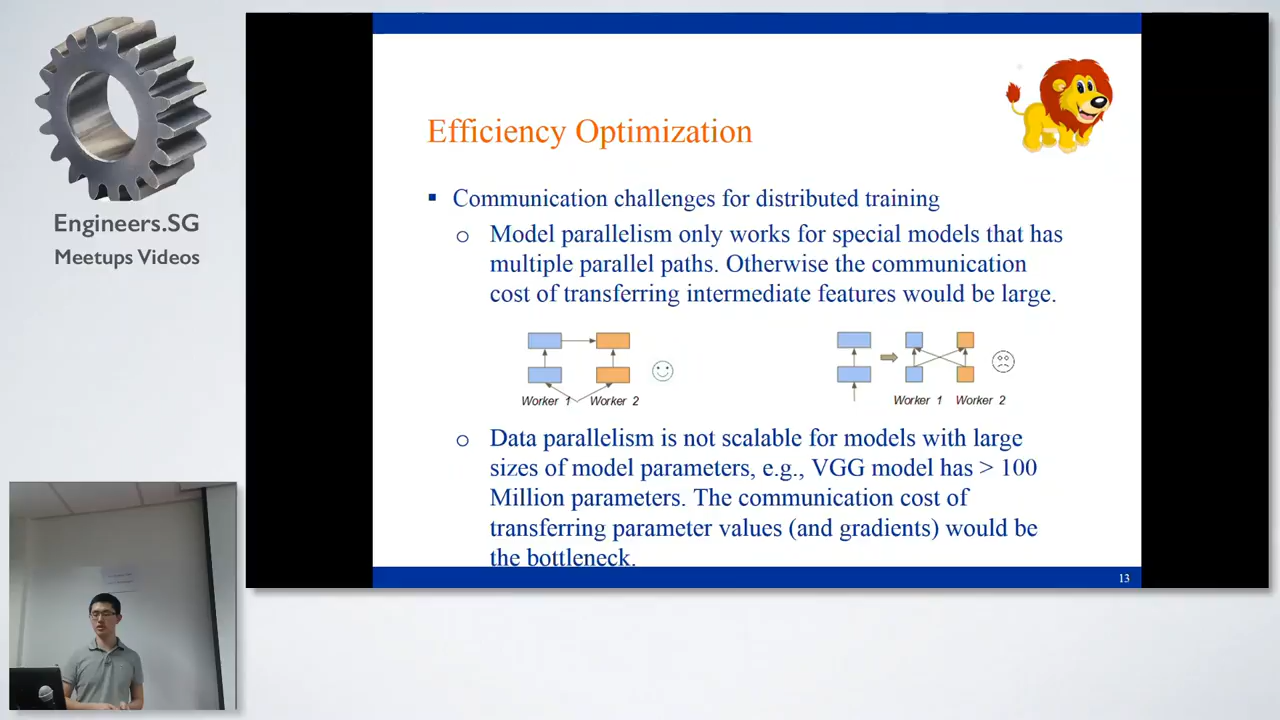 Engineers.SG
Meetups Videos
Efficiency Optimization
▪ Communication challenges for distributed training
o Model parallelism only works for special models that has
multiple parallel paths. Otherwise the communication
cost of transferring intermediate features would be large.
Worker 1 Worker 2
Worker 1 Worker 2
o Data parallelism is not scalable for models with large
sizes of model parameters, e.g., VGG model has > 100
Million parameters. The communication cost of
transferring parameter values (and gradients) would be
the bottleneck.
13